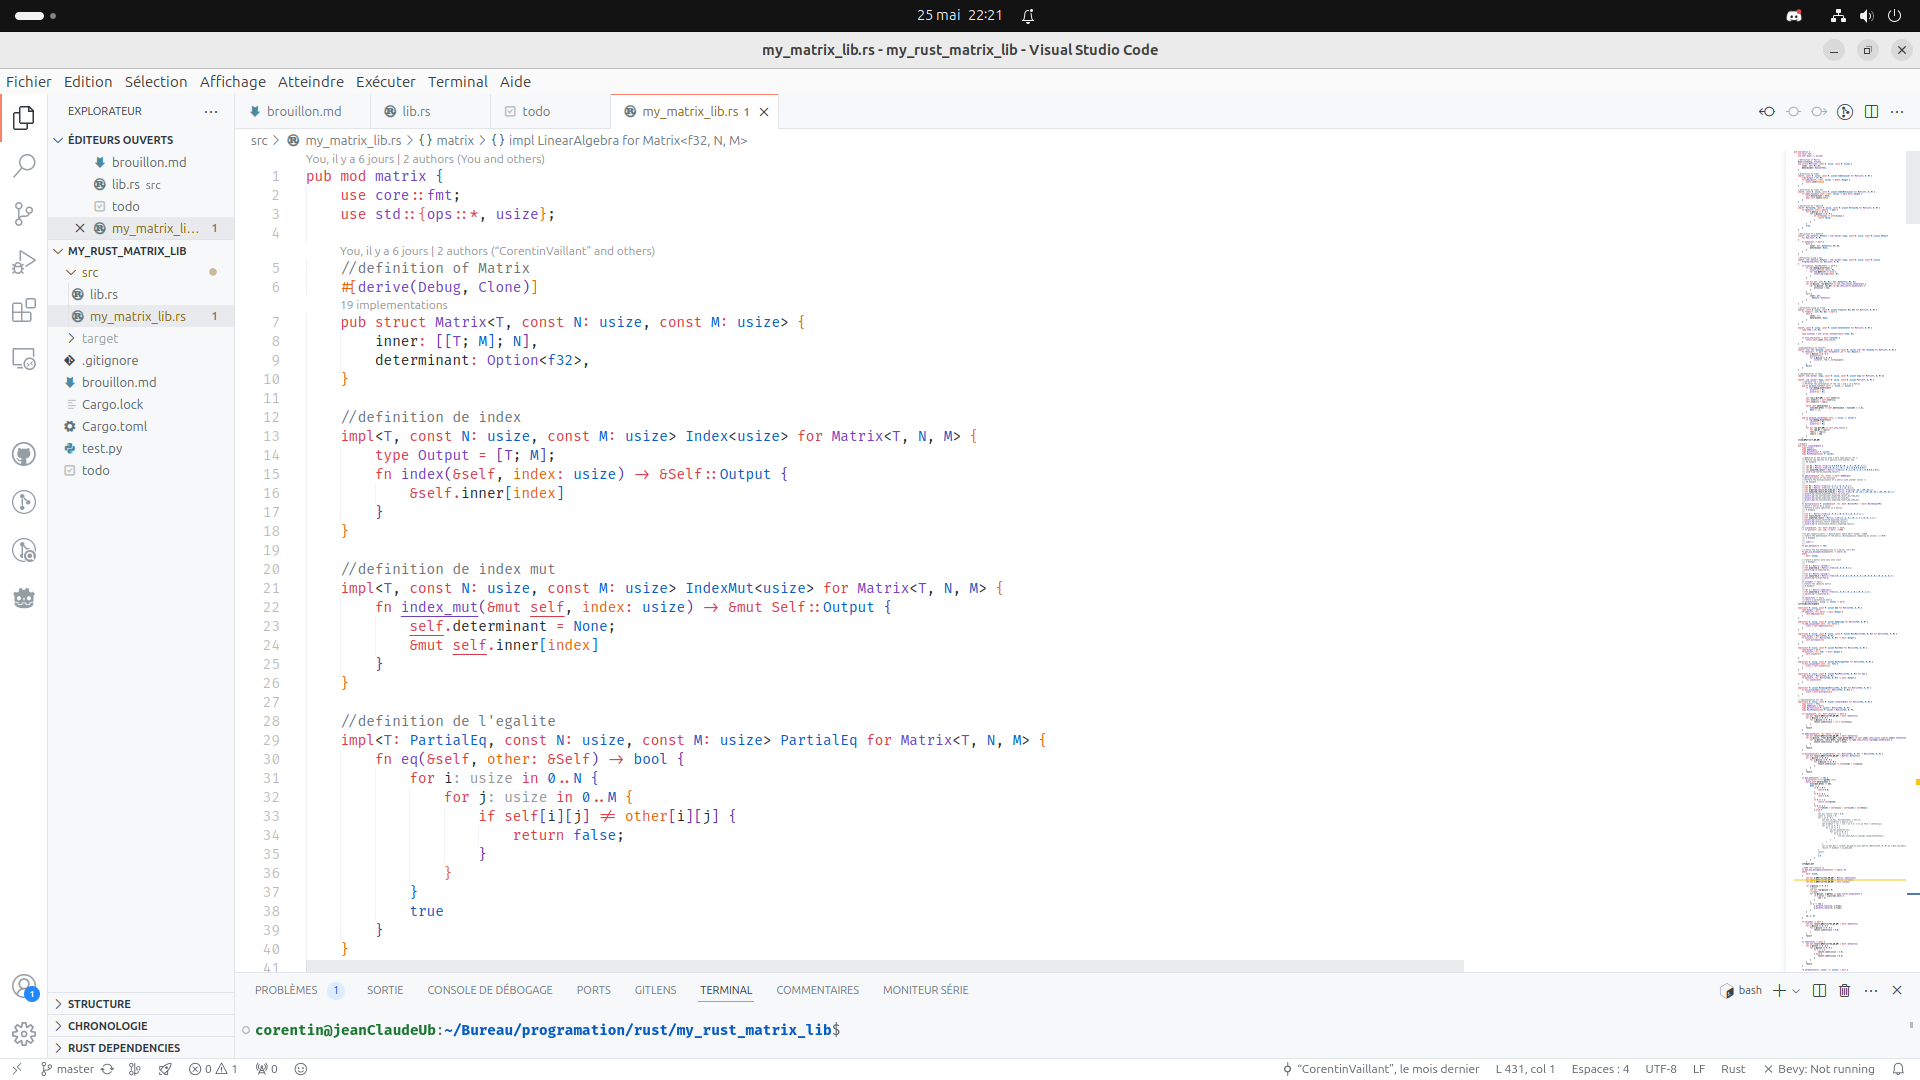 25 mai 22:21
my_matrix_lib.rs - my_rust_matrix_lib - Visual Studio Code
Fichier Edition Sélection Affichage Atteindre Exécuter Terminal Aide
EXPLORATEUR
ÉDITEURS OUVERTS
brouillon.md
lib.rs src
todo
my_matrix_li... 1
MY_RUST_MATRIX_LIB
src
lib.rs
my_matrix_lib.rs 1
target
.gitignore
brouillon.md
Cargo.lock
Cargo.toml
test.py
todo
STRUCTURE
CHRONOLOGIE
RUST DEPENDENCIES
brouillon.md lib.rs todo my_matrix_lib.rs 1
src > my_matrix_lib.rs > {} matrix > {} impl LinearAlgebra for Matrix<f32, N, M>
You, il y a 6 jours | 2 authors (You and others)
1 pub mod matrix {
2 use core::fmt;
3 use std::{ops::*, usize};
4
You, il y a 6 jours | 2 authors (“CorentinVaillant” and others)
5 //definition of Matrix
6 #[derive(Debug, Clone)]
19 implementations
7 pub struct Matrix<T, const N: usize, const M: usize> {
8 inner: [[T; M]; N],
9 determinant: Option<f32>,
10 }
11
12 //definition de index
13 impl<T, const N: usize, const M: usize> Index<usize> for Matrix<T, N, M> {
14 type Output = [T; M];
15 fn index(&self, index: usize) -> &Self::Output {
16 &self.inner[index]
17 }
18 }
19
20 //definition de index mut
21 impl<T, const N: usize, const M: usize> IndexMut<usize> for Matrix<T, N, M> {
22 fn index_mut(&mut self, index: usize) -> &mut Self::Output {
23 self.determinant = None;
24 &mut self.inner[index]
25 }
26 }
27
28 //definition de l'egalite
29 impl<T: PartialEq, const N: usize, const M: usize> PartialEq for Matrix<T, N, M> {
30 fn eq(&self, other: &Self) -> bool {
31 for i: usize in 0..N {
32 for j: usize in 0..M {
33 if self[i][j] != other[i][j] {
34 return false;
35 }
36 }
37 }
38 true
39 }
40 }
41
PROBLÈMES 1 SORTIE CONSOLE DE DÉBOGAGE PORTS GITLENS TERMINAL COMMENTAIRES MONITEUR SÉRIE
bash
corentin@jeanClaudeUb:~/Bureau/programation/rust/my_rust_matrix_lib$
1
master 0 1 0
“CorentinVaillant”, le mois dernier L 431, col 1 Espaces : 4 UTF-8 LF Rust Bevy: Not running